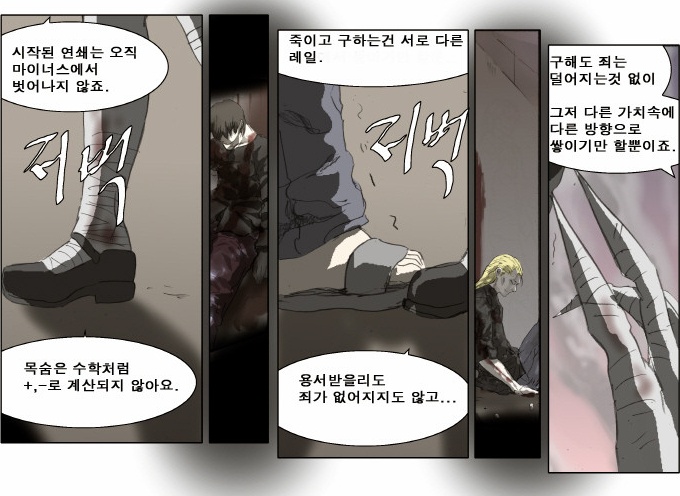 시작된 연쇄는 오직
마이너스에서
벗어나지 않죠.
저벅
목숨은 수학처럼
+,-로 계산되지 않아요.
죽이고 구하는건 서로 다른
레일.
저벅
용서받을리도
죄가 없어지지도 않고...
구해도 죄는
덜어지는것 없이
그저 다른 가치속에
다른 방향으로
쌓이기만 할뿐이죠.